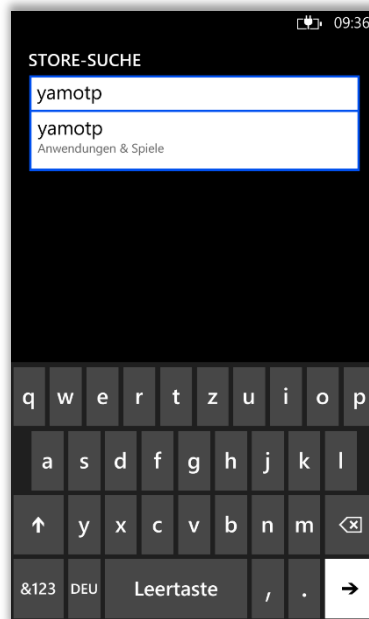 09:36
STORE-SUCHE
yamotp
yamotp
Anwendungen & Spiele
q w e r t z u i o p
a s d f g h j k l
y x c v b n m
&123 DEU Leertaste , .